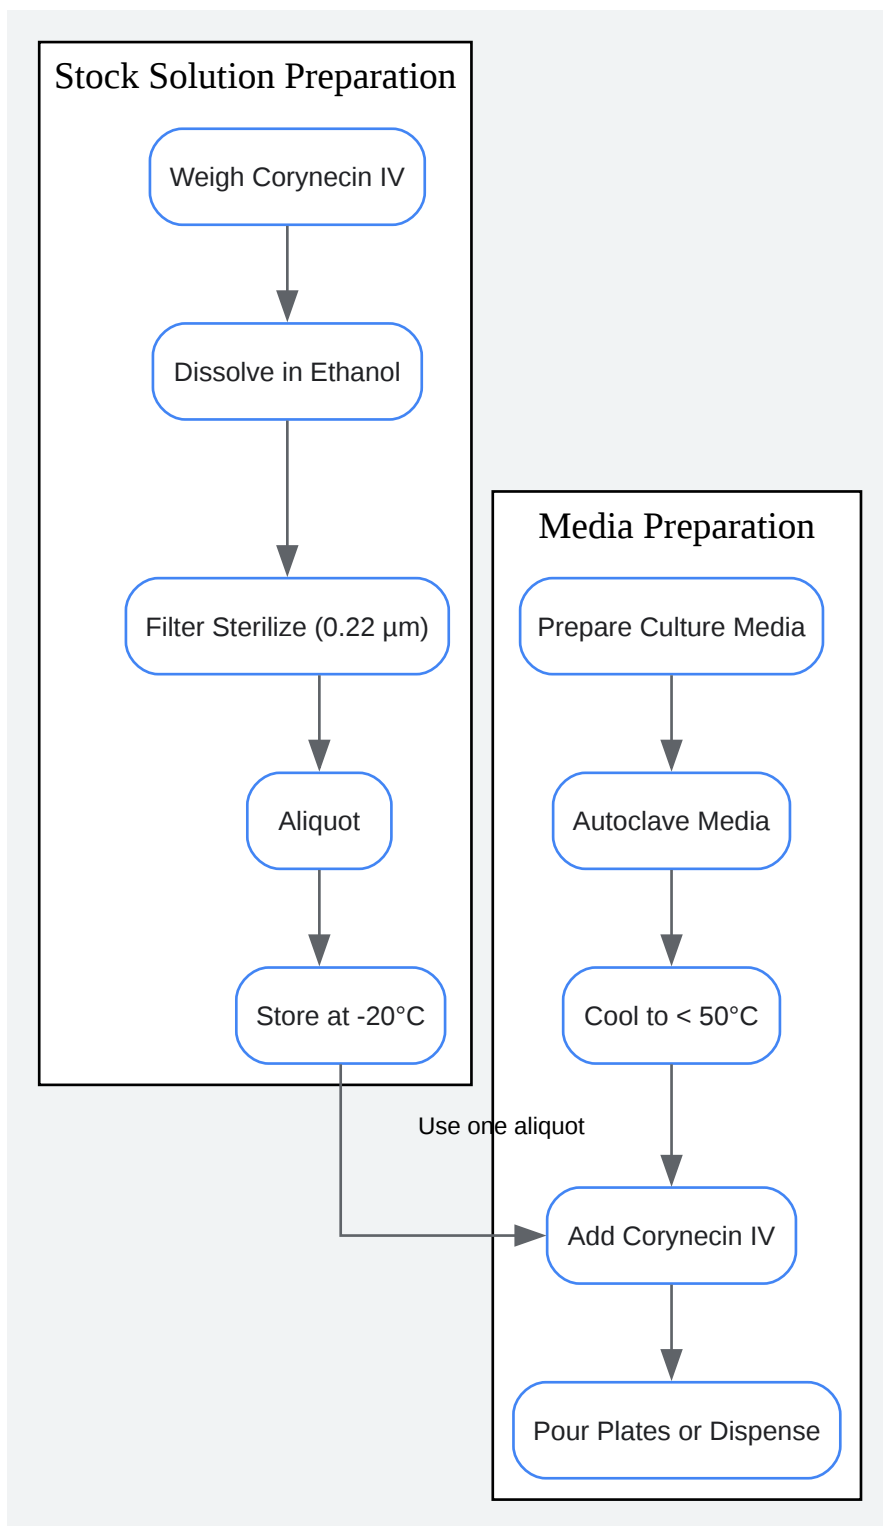 Stock Solution Preparation
Weigh Corynecin IV
Dissolve in Ethanol
Filter Sterilize (0.22 µm)
Aliquot
Store at -20°C
Use one aliquot
Media Preparation
Prepare Culture Media
Autoclave Media
Cool to < 50°C
Add Corynecin IV
Pour Plates or Dispense